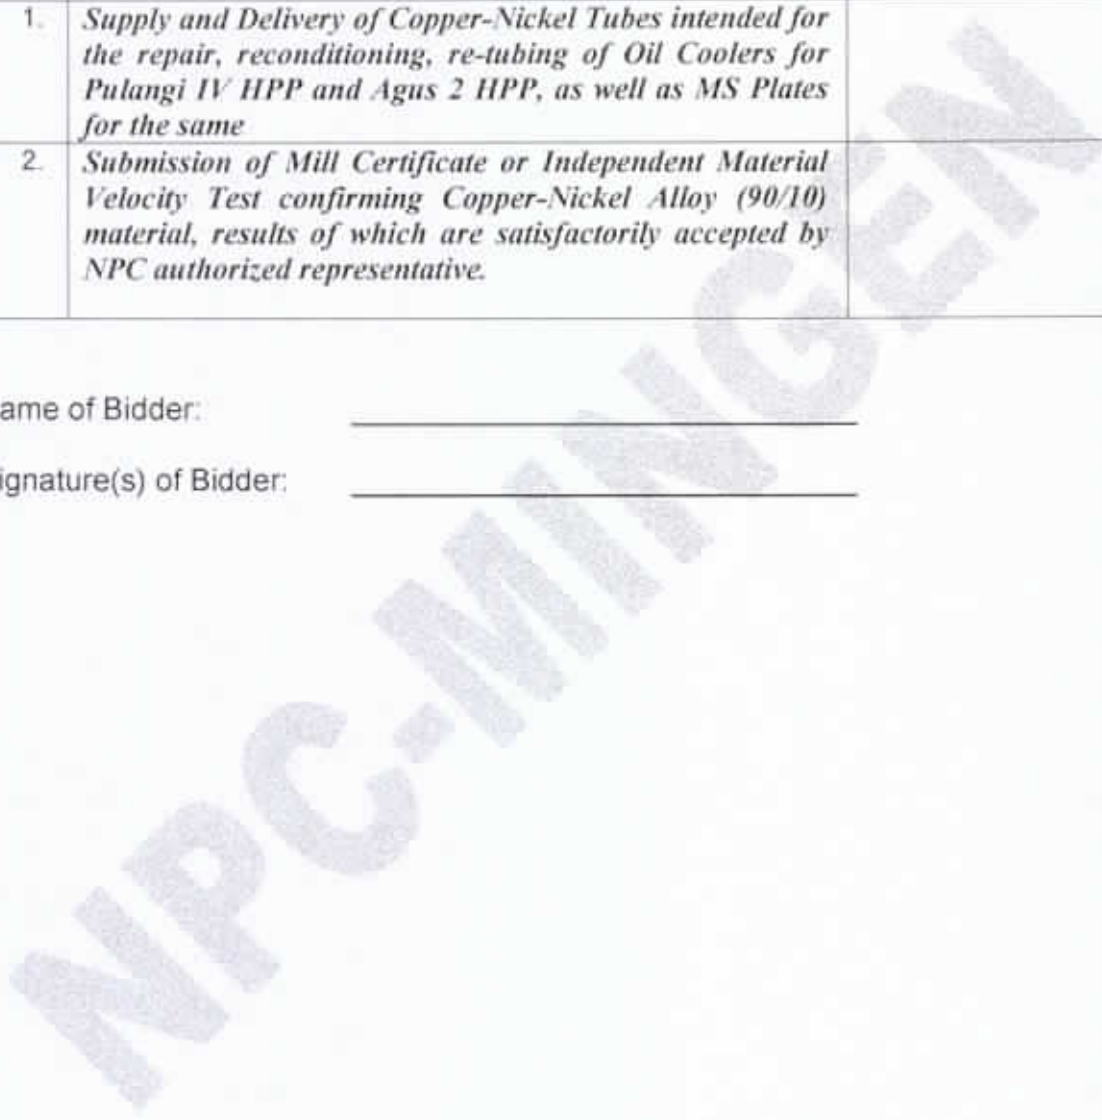 1. Supply and Delivery of Copper-Nickel Tubes intended for
the repair, reconditioning, re-tubing of Oil Coolers for
Pulangi IV HPP and Agus 2 HPP, as well as MS Plates
for the same
2. Submission of Mill Certificate or Independent Material
Velocity Test confirming Copper-Nickel Alloy (90/10)
material, results of which are satisfactorily accepted by
NPC authorized representative.
ame of Bidder:
ignature(s) of Bidder:
NPC-MINGEN